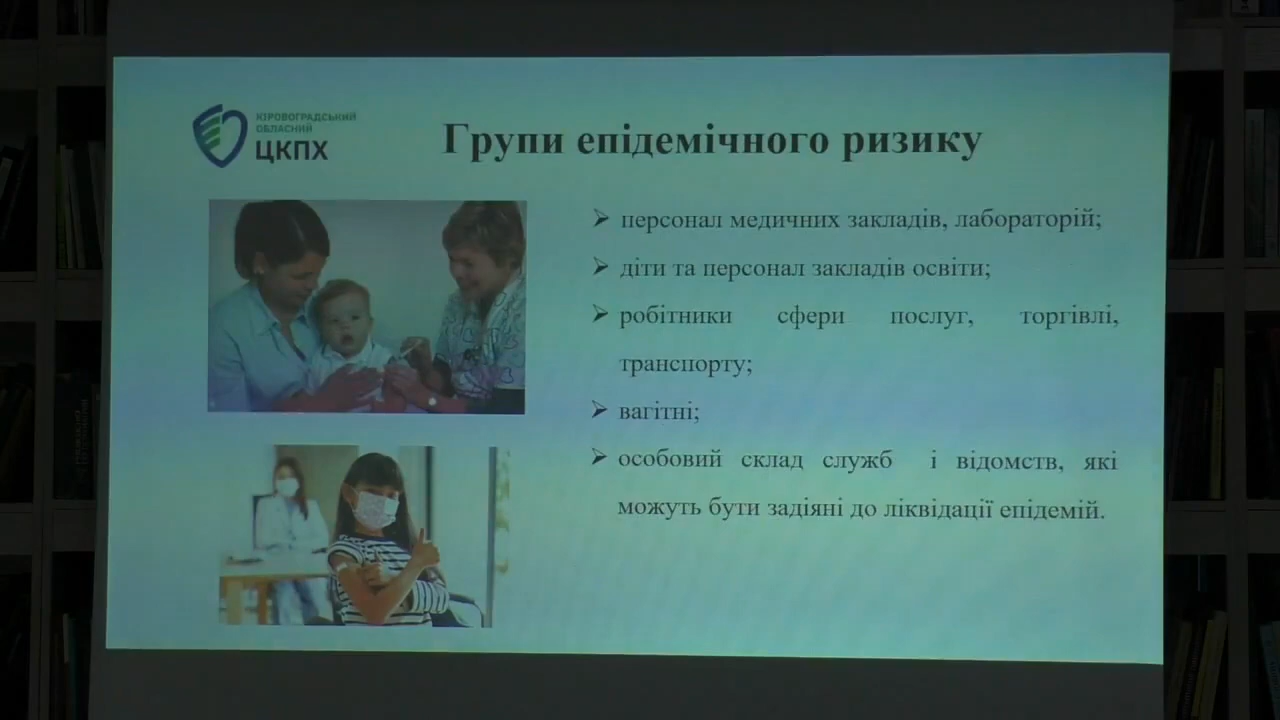 КІРОВОГРАДСЬКИЙ
ОБЛАСНИЙ
ЦКПХ
Групи епідемічного ризику
персонал медичних закладів, лабораторій;
діти та персонал закладів освіти;
робітники сфери послуг, торгівлі,
транспорту;
вагітні;
особовий склад служб і відомств, які
можуть бути задіяні до ліквідації епідемій.